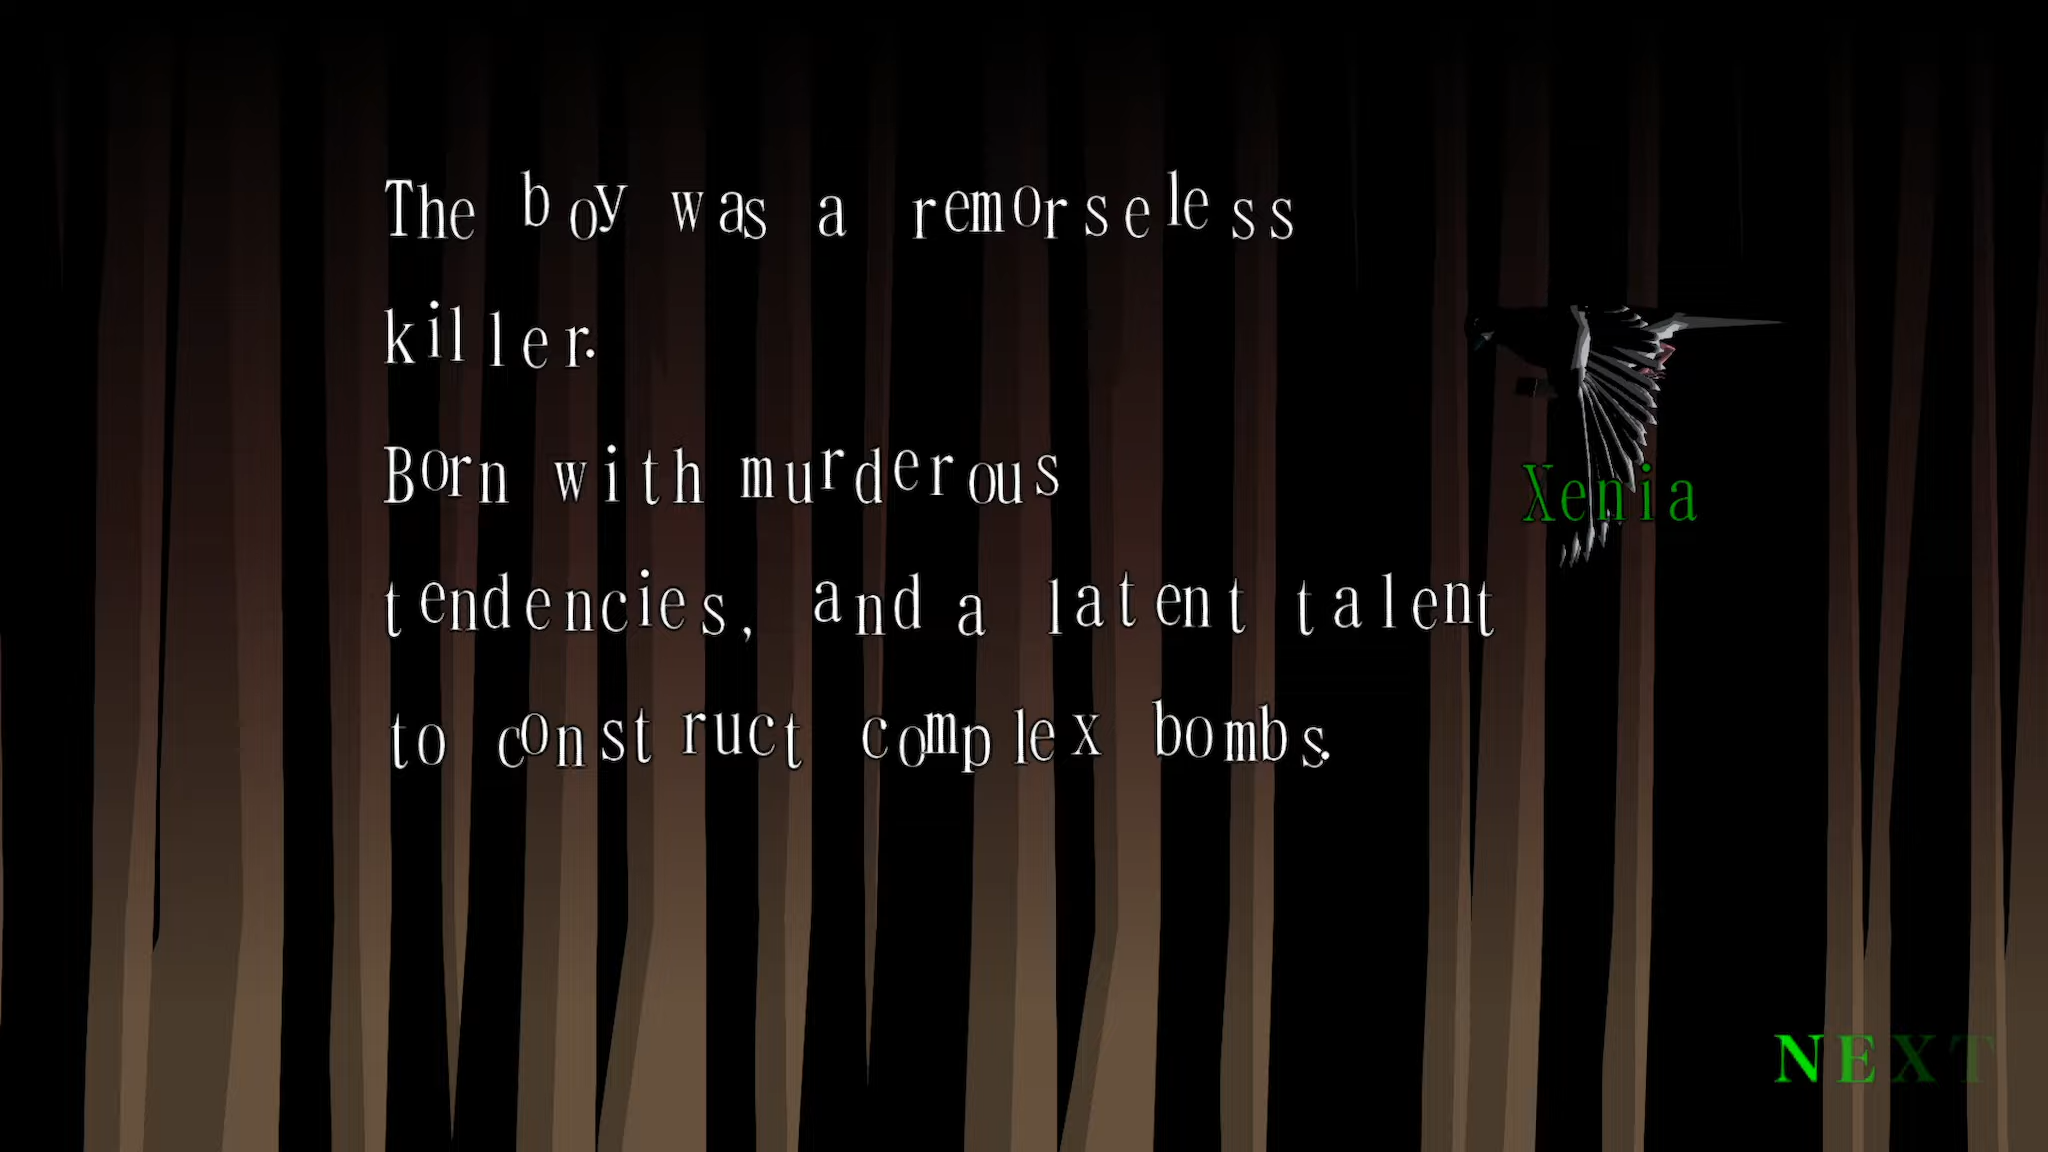 The boy was a remorseless
killer.
Born with murderous
tendencies, and a latent talent
to construct complex bombs.
Xenia
NEXT